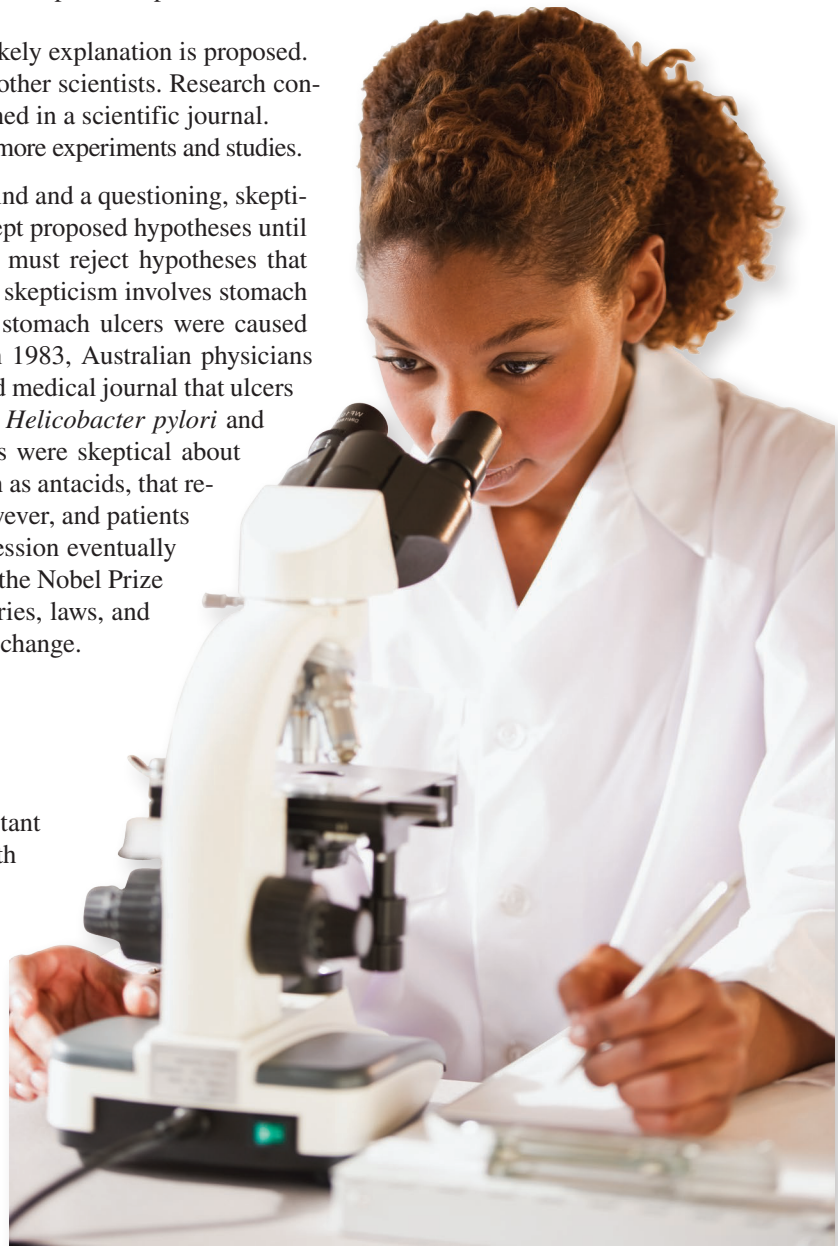 kely explanation is proposed.
other scientists. Research con-
ned in a scientific journal.
more experiments and studies.
ind and a questioning, skepti-
ept proposed hypotheses until
must reject hypotheses that
skepticism involves stomach
stomach ulcers were caused
1983, Australian physicians
d medical journal that ulcers
Helicobacter pylori and
s were skeptical about
as antacids, that re-
vever, and patients
ession eventually
the Nobel Prize
ries, laws, and
change.
tant
th